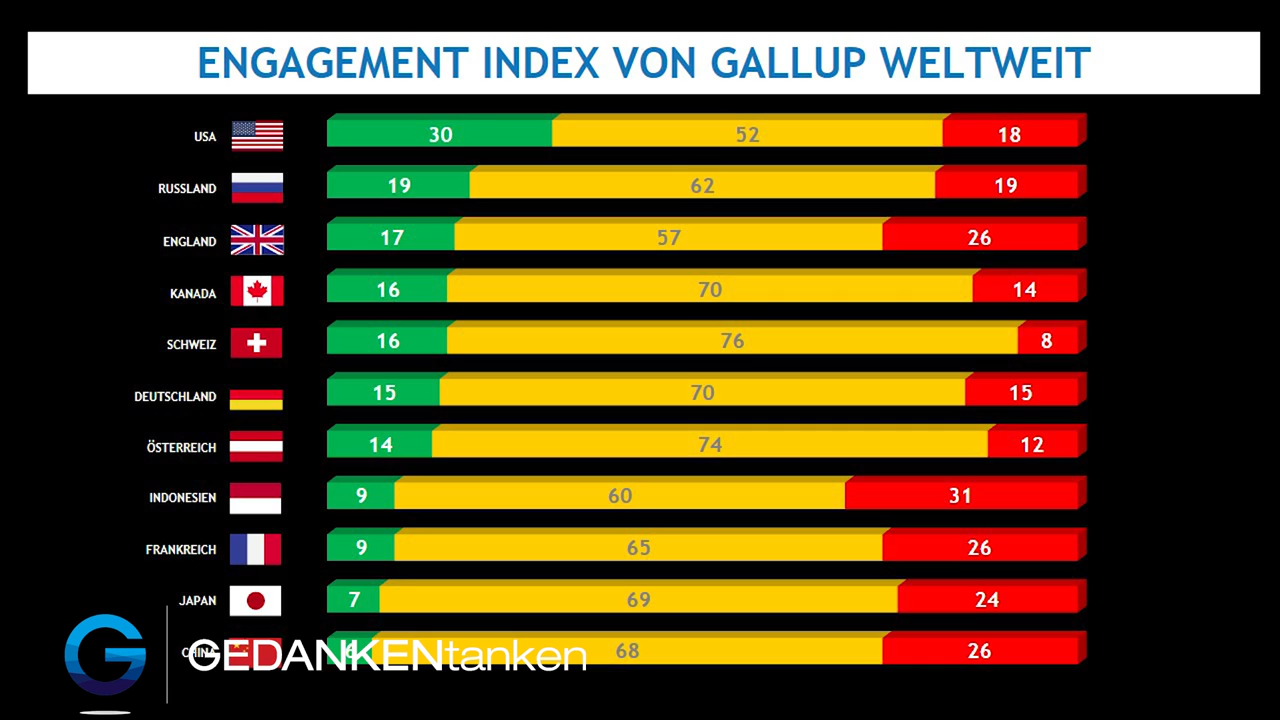 ENGAGEMENT INDEX VON GALLUP WELTWEIT
USA 30 52 18
RUSSLAND 19 62 19
ENGLAND 17 57 26
KANADA 16 70 14
SCHWEIZ 16 76 8
DEUTSCHLAND 15 70 15
ÖSTERREICH 14 74 12
INDONESIEN 9 60 31
FRANKREICH 9 65 26
JAPAN 7 69 24
CHINA 6 68 26
GEDANKENtanken